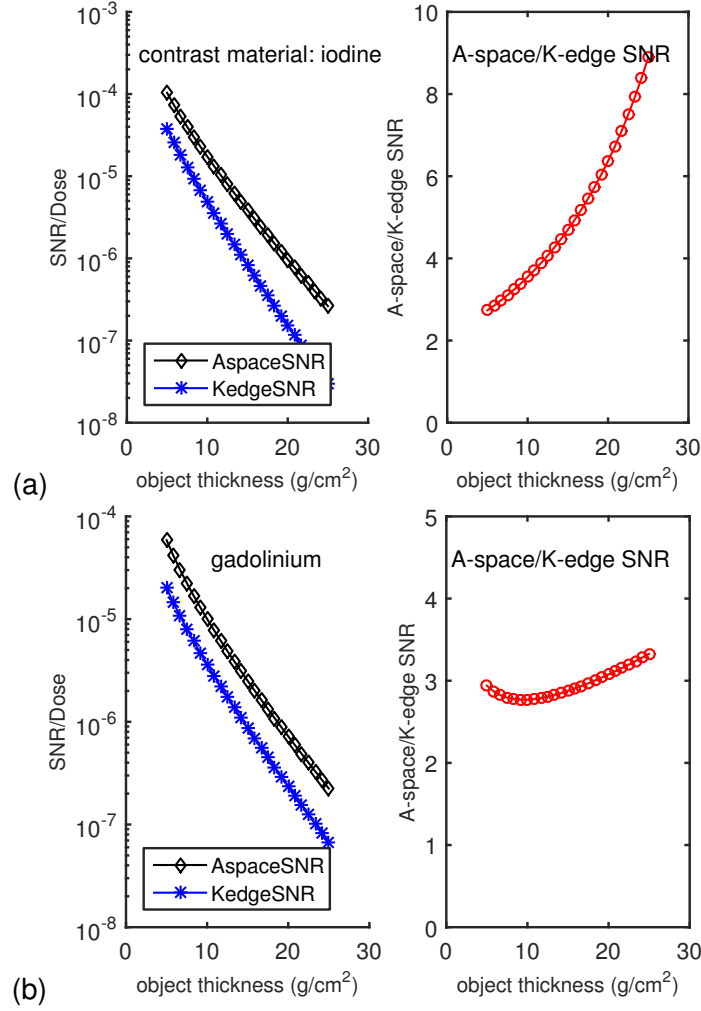 10^-3
10^-4
10^-5
10^-6
10^-7
10^-8
SNR/Dose
contrast material: iodine
AspaceSNR
KedgeSNR
0 10 20 30
object thickness (g/cm^2)
10
8
6
4
2
0
A-space/K-edge SNR
A-space/K-edge SNR
0 10 20 30
object thickness (g/cm^2)
(a)
10^-4
10^-5
10^-6
10^-7
10^-8
SNR/Dose
gadolinium
AspaceSNR
KedgeSNR
0 10 20 30
object thickness (g/cm^2)
5
4
3
2
1
0
A-space/K-edge SNR
A-space/K-edge SNR
0 10 20 30
object thickness (g/cm^2)
(b)